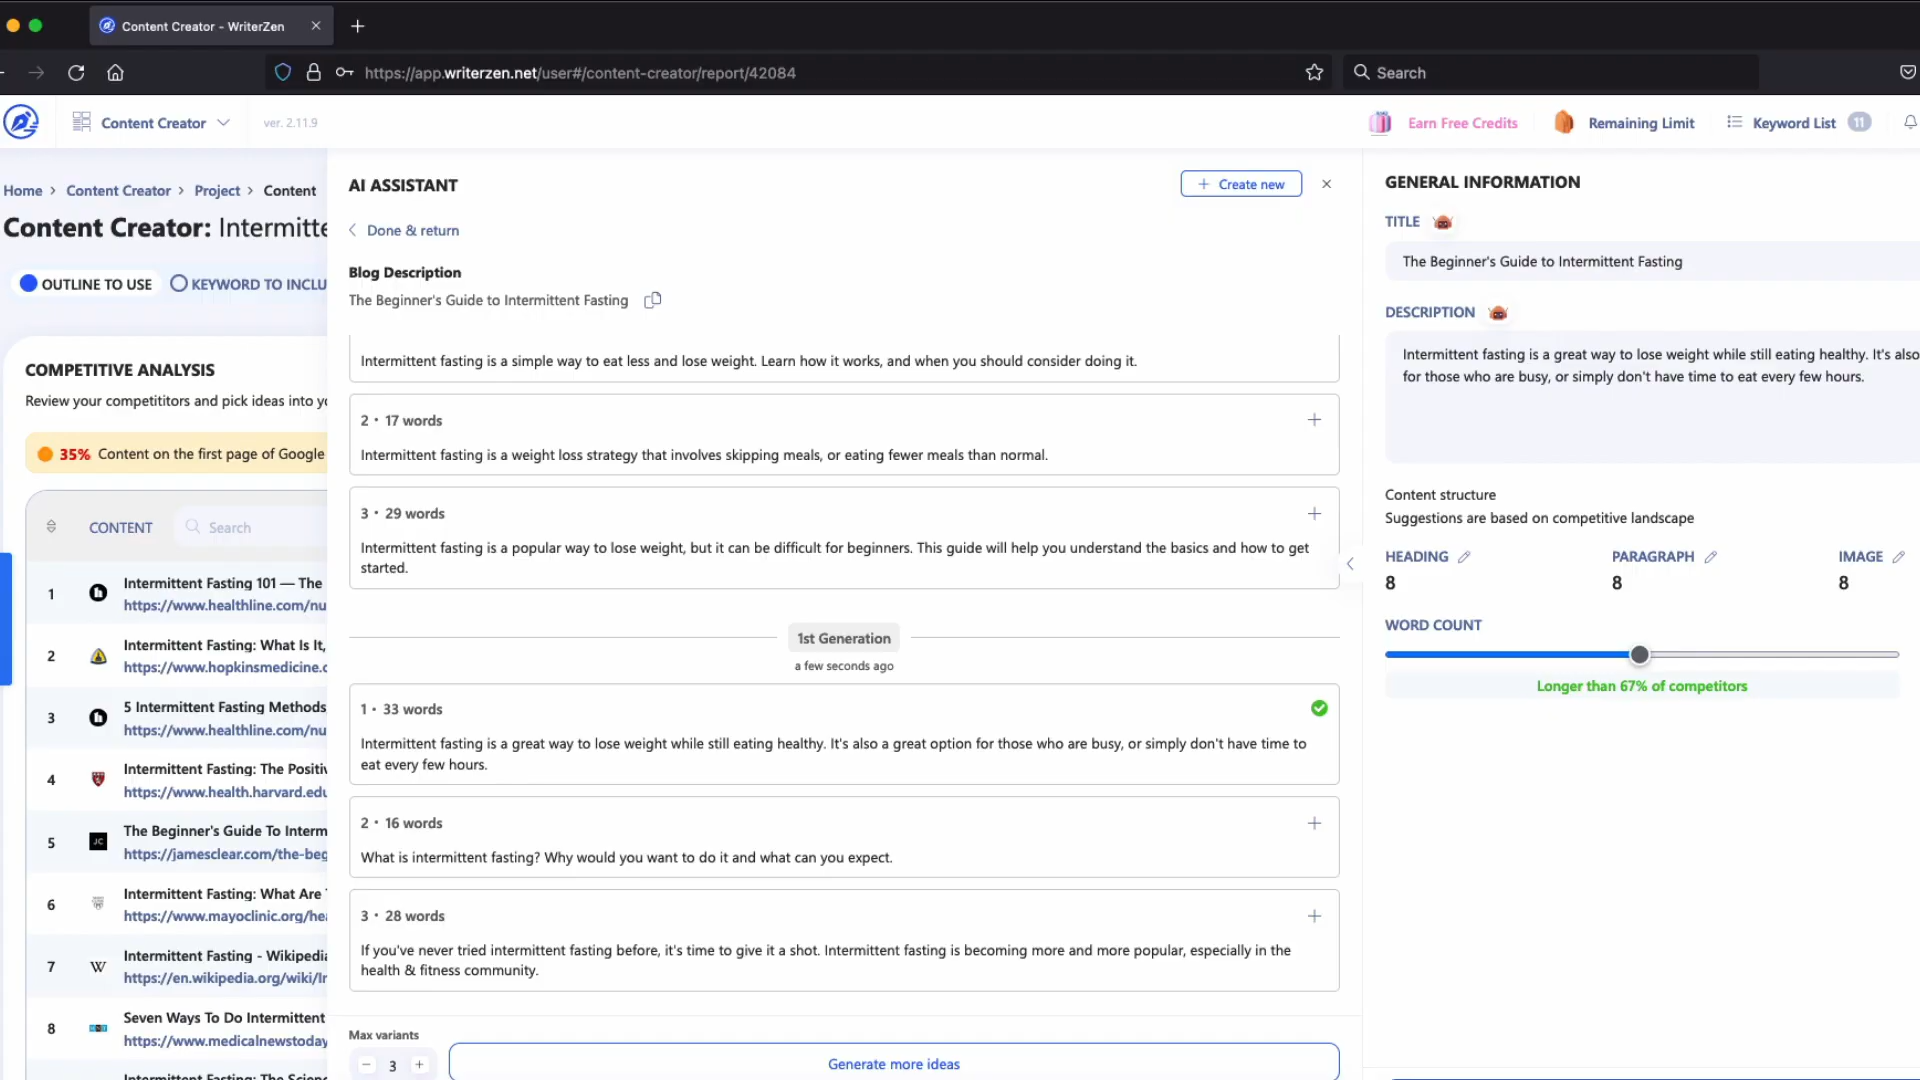 Content Creator - WriterZen
https://app.writerzen.net/user#/content-creator/report/42084
Search
Content Creator
ver. 2.11.9
Earn Free Credits
Remaining Limit
Keyword List 11
Home > Content Creator > Project > Content
Content Creator: Intermitte
OUTLINE TO USE
KEYWORD TO INCLU
COMPETITIVE ANALYSIS
Review your competititors and pick ideas into yo
35% Content on the first page of Google
CONTENT
Search
1
Intermittent Fasting 101 — The
https://www.healthline.com/nu
2
Intermittent Fasting: What Is It,
https://www.hopkinsmedicine.c
3
5 Intermittent Fasting Methods
https://www.healthline.com/nu
4
Intermittent Fasting: The Positiv
https://www.health.harvard.edu
5
JC
The Beginner's Guide To Interm
https://jamesclear.com/the-beg
6
Intermittent Fasting: What Are
https://www.mayoclinic.org/hea
7
W
Intermittent Fasting - Wikipedia
https://en.wikipedia.org/wiki/In
8
Seven Ways To Do Intermittent
https://www.medicalnewstoday
Intermittent Fasting: The Scien
AI ASSISTANT
+ Create new
Done & return
Blog Description
The Beginner's Guide to Intermittent Fasting
Intermittent fasting is a simple way to eat less and lose weight. Learn how it works, and when you should consider doing it.
2 • 17 words
Intermittent fasting is a weight loss strategy that involves skipping meals, or eating fewer meals than normal.
3 • 29 words
Intermittent fasting is a popular way to lose weight, but it can be difficult for beginners. This guide will help you understand the basics and how to get
started.
1st Generation
a few seconds ago
1 • 33 words
Intermittent fasting is a great way to lose weight while still eating healthy. It's also a great option for those who are busy, or simply don't have time to
eat every few hours.
2 • 16 words
What is intermittent fasting? Why would you want to do it and what can you expect.
3 • 28 words
If you've never tried intermittent fasting before, it's time to give it a shot. Intermittent fasting is becoming more and more popular, especially in the
health & fitness community.
Max variants
− 3 +
Generate more ideas
GENERAL INFORMATION
TITLE
The Beginner's Guide to Intermittent Fasting
DESCRIPTION
Intermittent fasting is a great way to lose weight while still eating healthy. It's also
for those who are busy, or simply don't have time to eat every few hours.
Content structure
Suggestions are based on competitive landscape
HEADING
8
PARAGRAPH
8
IMAGE
8
WORD COUNT
Longer than 67% of competitors